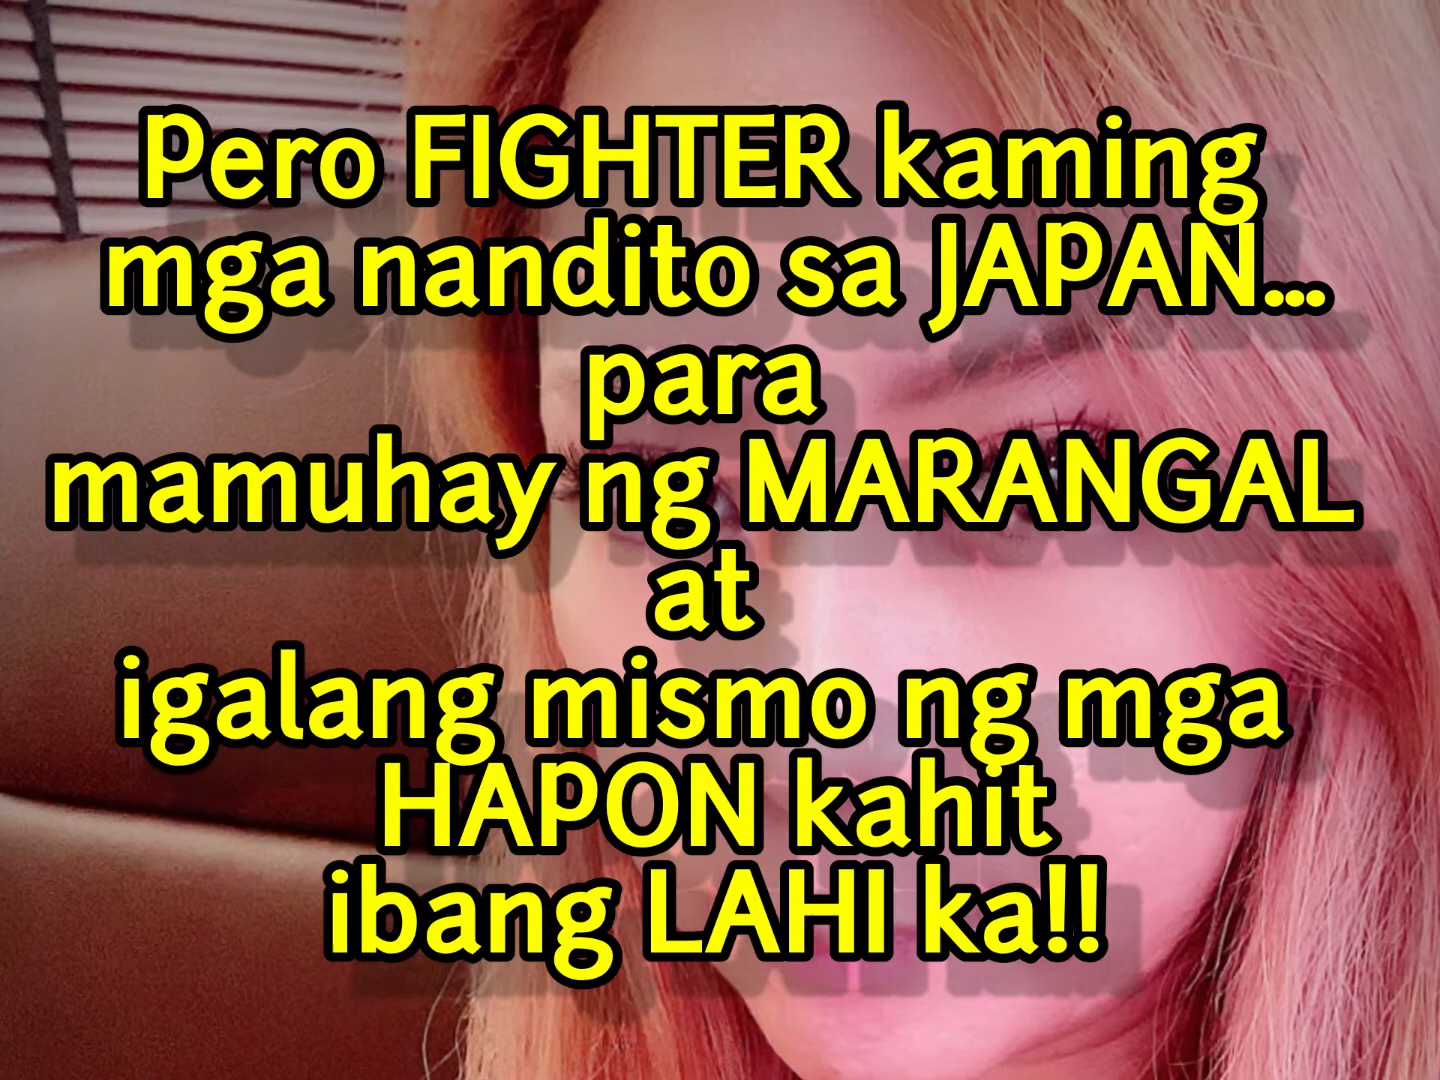 Pero FIGHTER kaming
mga nandito sa JAPAN...
para
mamuhay ng MARANGAL
at
igalang mismo ng mga
HAPON kahit
ibang LAHI ka!!